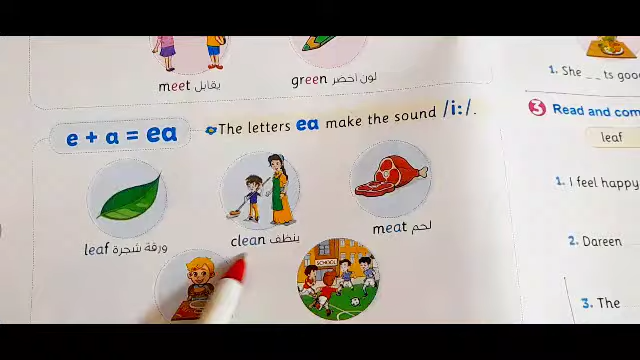 meet يقابل
green لون أخضر
e + a = ea
The letters ea make the sound /i:/.
leaf ورقة شجرة
clean ينظف
meat لحم
SCHOOL
1. She _ _ ts goo
3 Read and com
leaf
1. I feel happy
2. Dareen
3. The